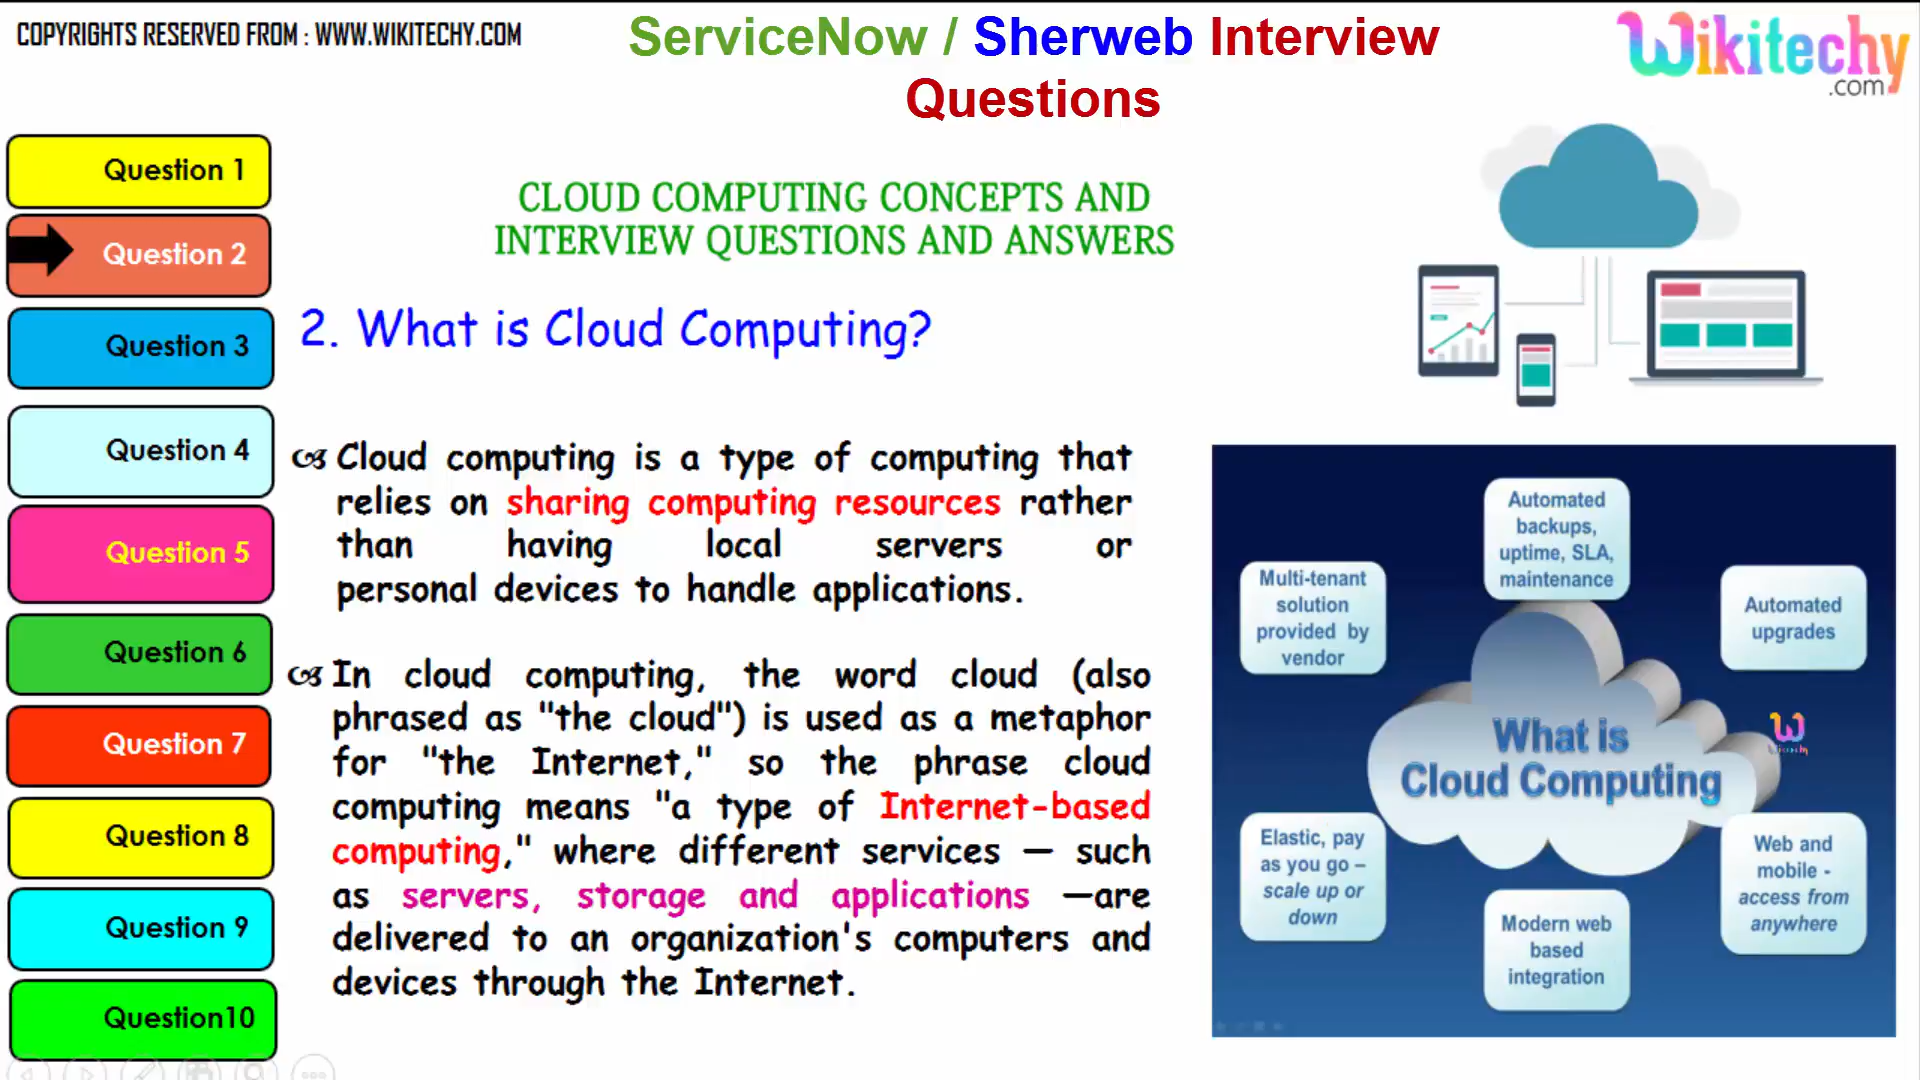 COPYRIGHTS RESERVED FROM : WWW.WIKITECHY.COM
ServiceNow / Sherweb Interview
Questions
Wikitechy
.com
Question 1
Question 2
Question 3
Question 4
Question 5
Question 6
Question 7
Question 8
Question 9
Question10
CLOUD COMPUTING CONCEPTS AND
INTERVIEW QUESTIONS AND ANSWERS
2. What is Cloud Computing?
Cloud computing is a type of computing that
relies on sharing computing resources rather
than having local servers or
personal devices to handle applications.
In cloud computing, the word cloud (also
phrased as "the cloud") is used as a metaphor
for "the Internet," so the phrase cloud
computing means "a type of Internet-based
computing," where different services — such
as servers, storage and applications —are
delivered to an organization's computers and
devices through the Internet.
Automated
backups,
uptime, SLA,
maintenance
Multi-tenant
solution
provided by
vendor
Automated
upgrades
What is
Cloud Computing
W
Elastic, pay
as you go –
scale up or
down
Web and
mobile -
access from
anywhere
Modern web
based
integration